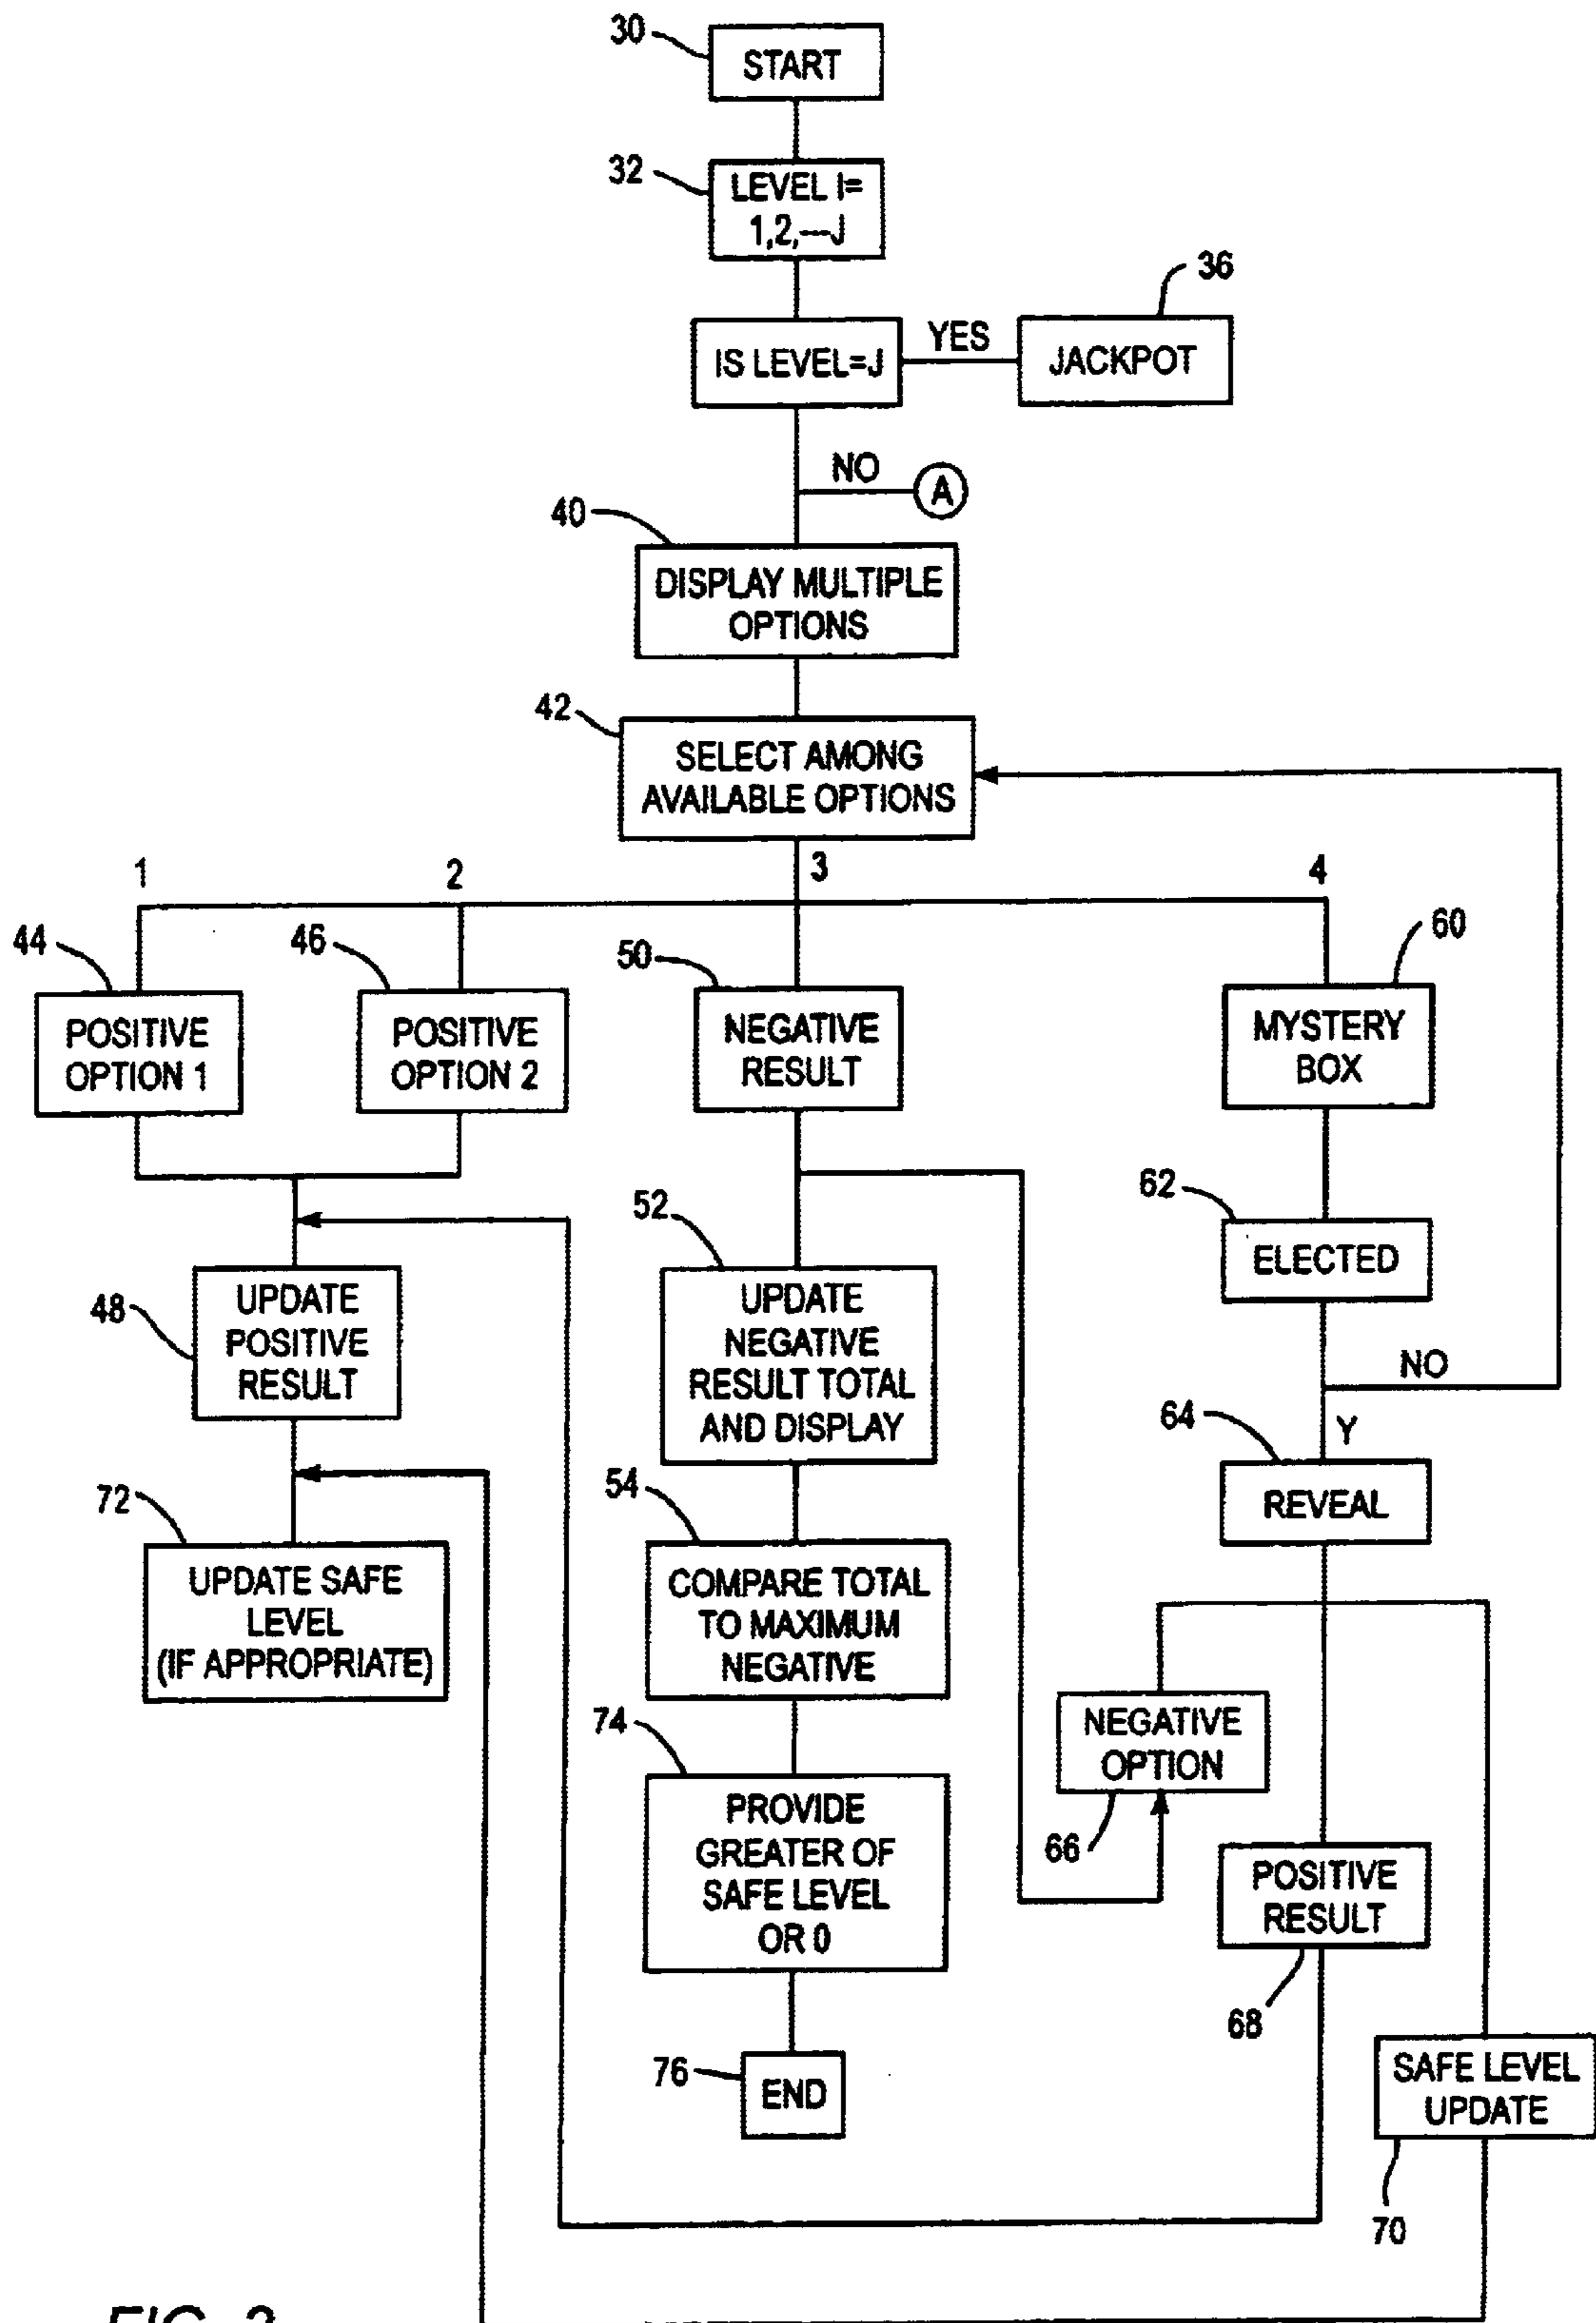 30
START
32
LEVEL I=
1,2,---J
36
IS LEVEL=J
YES
JACKPOT
NO
A
40
DISPLAY MULTIPLE
OPTIONS
42
SELECT AMONG
AVAILABLE OPTIONS
1
2
3
4
44
46
50
60
POSITIVE
OPTION 1
POSITIVE
OPTION 2
NEGATIVE
RESULT
MYSTERY
BOX
52
62
ELECTED
48
UPDATE
POSITIVE
RESULT
UPDATE
NEGATIVE
RESULT TOTAL
AND DISPLAY
NO
64
Y
REVEAL
72
UPDATE SAFE
LEVEL
(IF APPROPRIATE)
54
COMPARE TOTAL
TO MAXIMUM
NEGATIVE
74
NEGATIVE
OPTION
66
PROVIDE
GREATER OF
SAFE LEVEL
OR 0
POSITIVE
RESULT
68
76
END
SAFE LEVEL
UPDATE
70